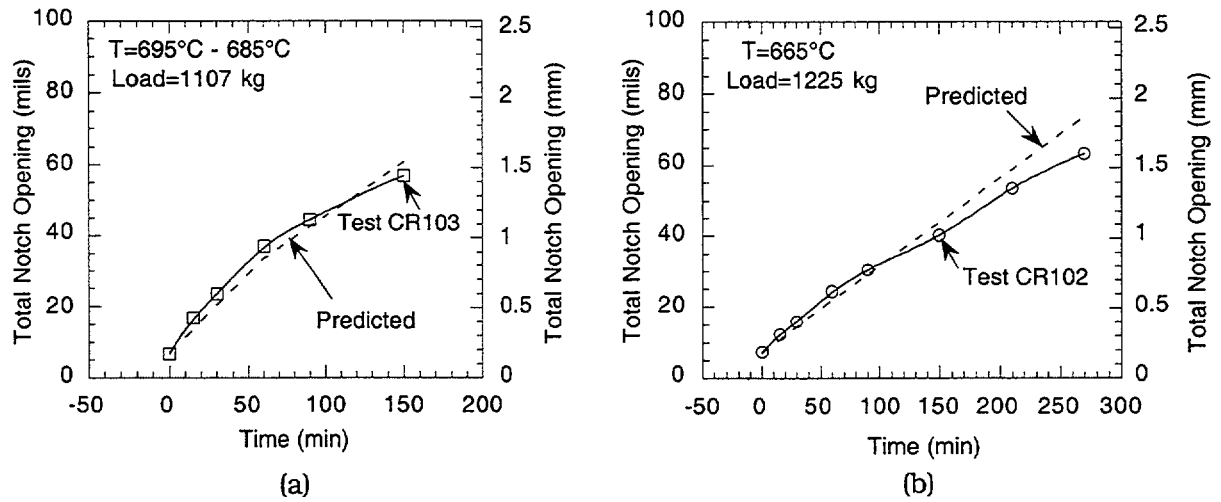 T=695°C - 685°C
Load=1107 kg
Total Notch Opening (mils)
100
80
60
40
20
0
Total Notch Opening (mm)
2.5
2
1.5
1
0.5
0
Test CR103
Predicted
-50 0 50 100 150 200
Time (min)
(a)
T=665°C
Load=1225 kg
Total Notch Opening (mils)
100
80
60
40
20
0
Total Notch Opening (mm)
2.5
2
1.5
1
0.5
0
Predicted
Test CR102
-50 0 50 100 150 200 250 300
Time (min)
(b)